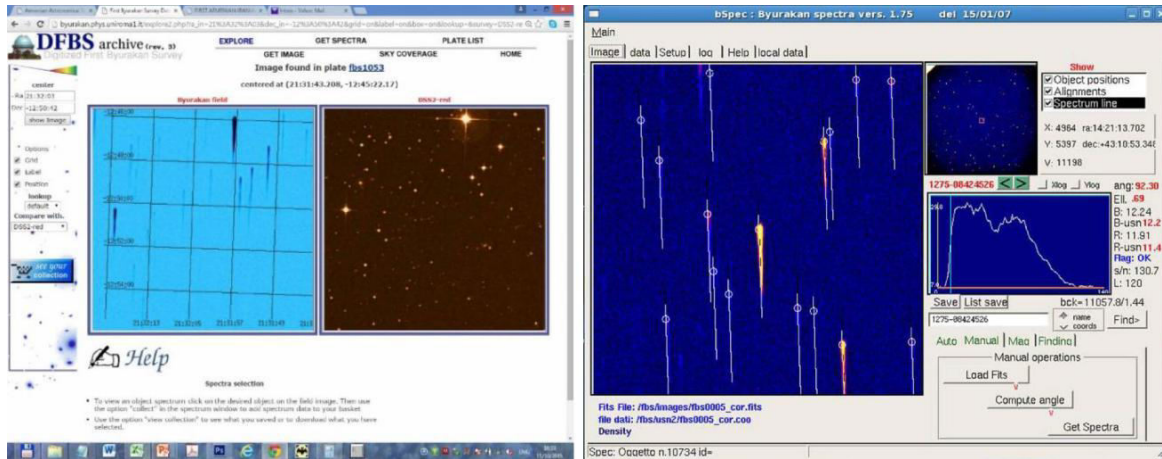 DFBS archive (rev. 3)
Digitized First Byurakan Survey
EXPLORE GET SPECTRA PLATE LIST
GET IMAGE SKY COVERAGE HOME
Image found in plate fbs1053
centered at (21:31:43.208, -12:45:22.17)
center
Ra 21:32:03
Dec -12:50:42
show image
Options
Grid
Label
Position
lookup
default
Compare with.
DSS2-red
Byurakan field
DSS2-red
-12:48:00
-12:52:00
Help
Spectra selection
To view an object spectrum click on the desired object on the field image. Then use
the option "collect" in the spectrum window to add spectrum data to your basket
Use the option "view collection" to see what you saved or to download what you have
selected.
bSpec : Byurakan spectra vers. 1.75 del 15/01/07
Main
Image data Setup log Help local data
Show
Object positions
Alignments
Spectrum line
X: 4964 ra:14:21:13.702
Y: 5397 dec:+43:10:53.346
V: 11198
1275-08424526 < > Xlog Ylog
ang: 92.30
Ell. .69
B: 12.24
B-usn 12.2
R: 11.91
R-usn 11.4
flag: OK
s/n: 130.7
L: 120
Save List save bck=11057.8/1.44
1275-08424526 name coords Find>
Auto Manual Mag Finding
Manual operations
Load Fits
Compute angle
Get Spectra
Fits File: /fbs/images/fbs0005_cor.fits
file dati: /fbs/usn2/fbs0005_cor.coo
Density
Spec: Oggetto n.10734 id=